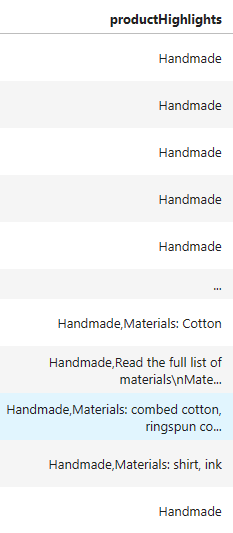 productHighlights
Handmade
Handmade
Handmade
Handmade
Handmade
...
Handmade,Materials: Cotton
Handmade,Read the full list of
materials\nMate...
Handmade,Materials: combed cotton,
ringspun co...
Handmade,Materials: shirt, ink
Handmade